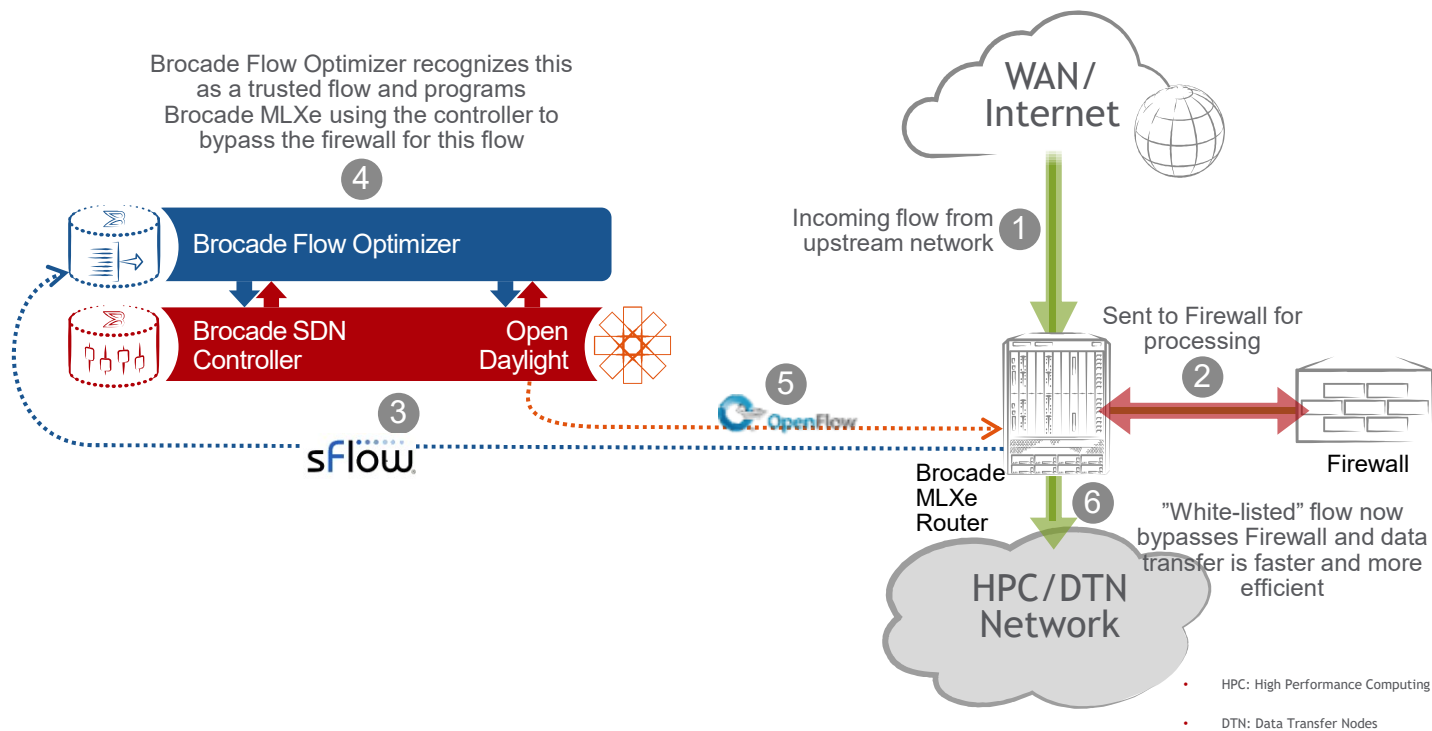 Brocade Flow Optimizer recognizes this
as a trusted flow and programs
Brocade MLXe using the controller to
bypass the firewall for this flow
4
Brocade Flow Optimizer
Brocade SDN
Controller
Open
Daylight
3
sFlow
5
OpenFlow
WAN/
Internet
Incoming flow from
upstream network
1
Sent to Firewall for
processing
2
Firewall
Brocade
MLXe
Router
6
”White-listed” flow now
bypasses Firewall and data
transfer is faster and more
efficient
HPC/DTN
Network
• HPC: High Performance Computing
• DTN: Data Transfer Nodes